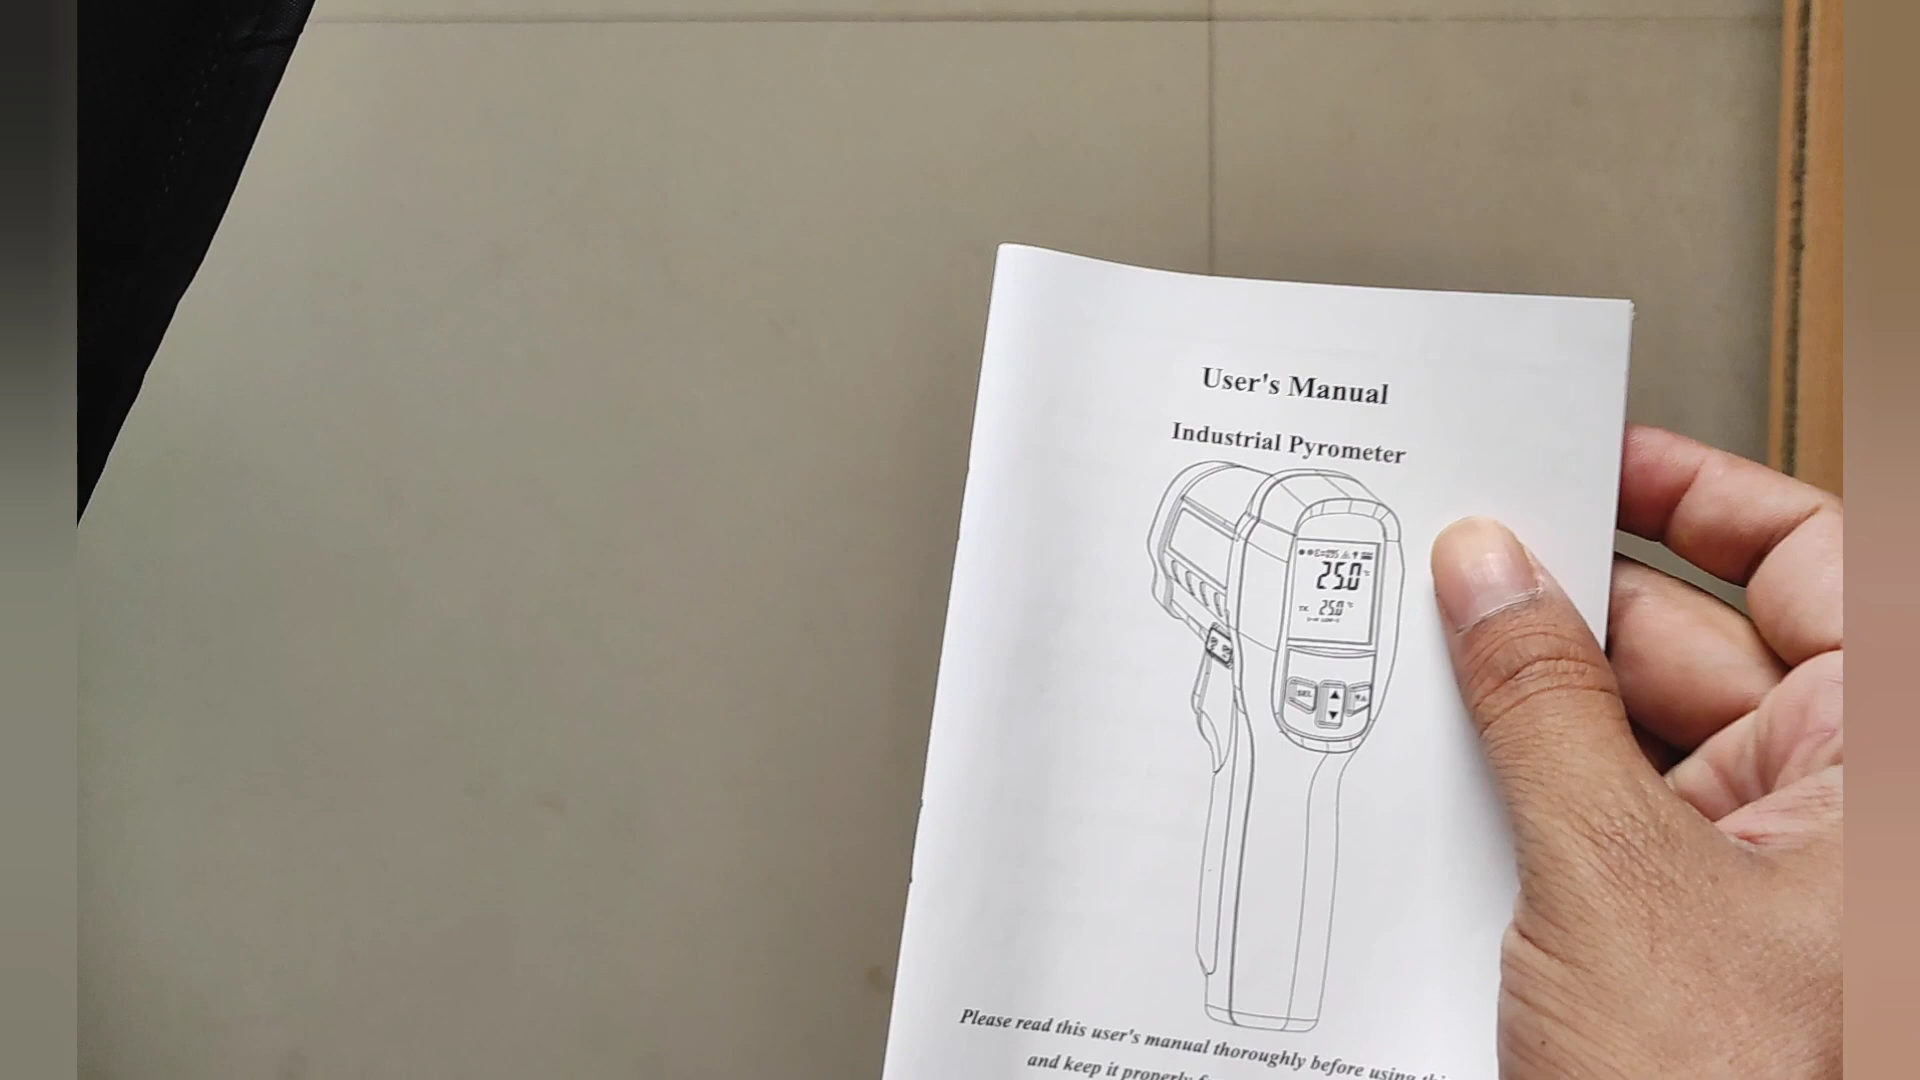 User's Manual
Industrial Pyrometer
25.0 °C
TK 25.0 °C
SEL
Please read this user's manual thoroughly before using
and keep it properly